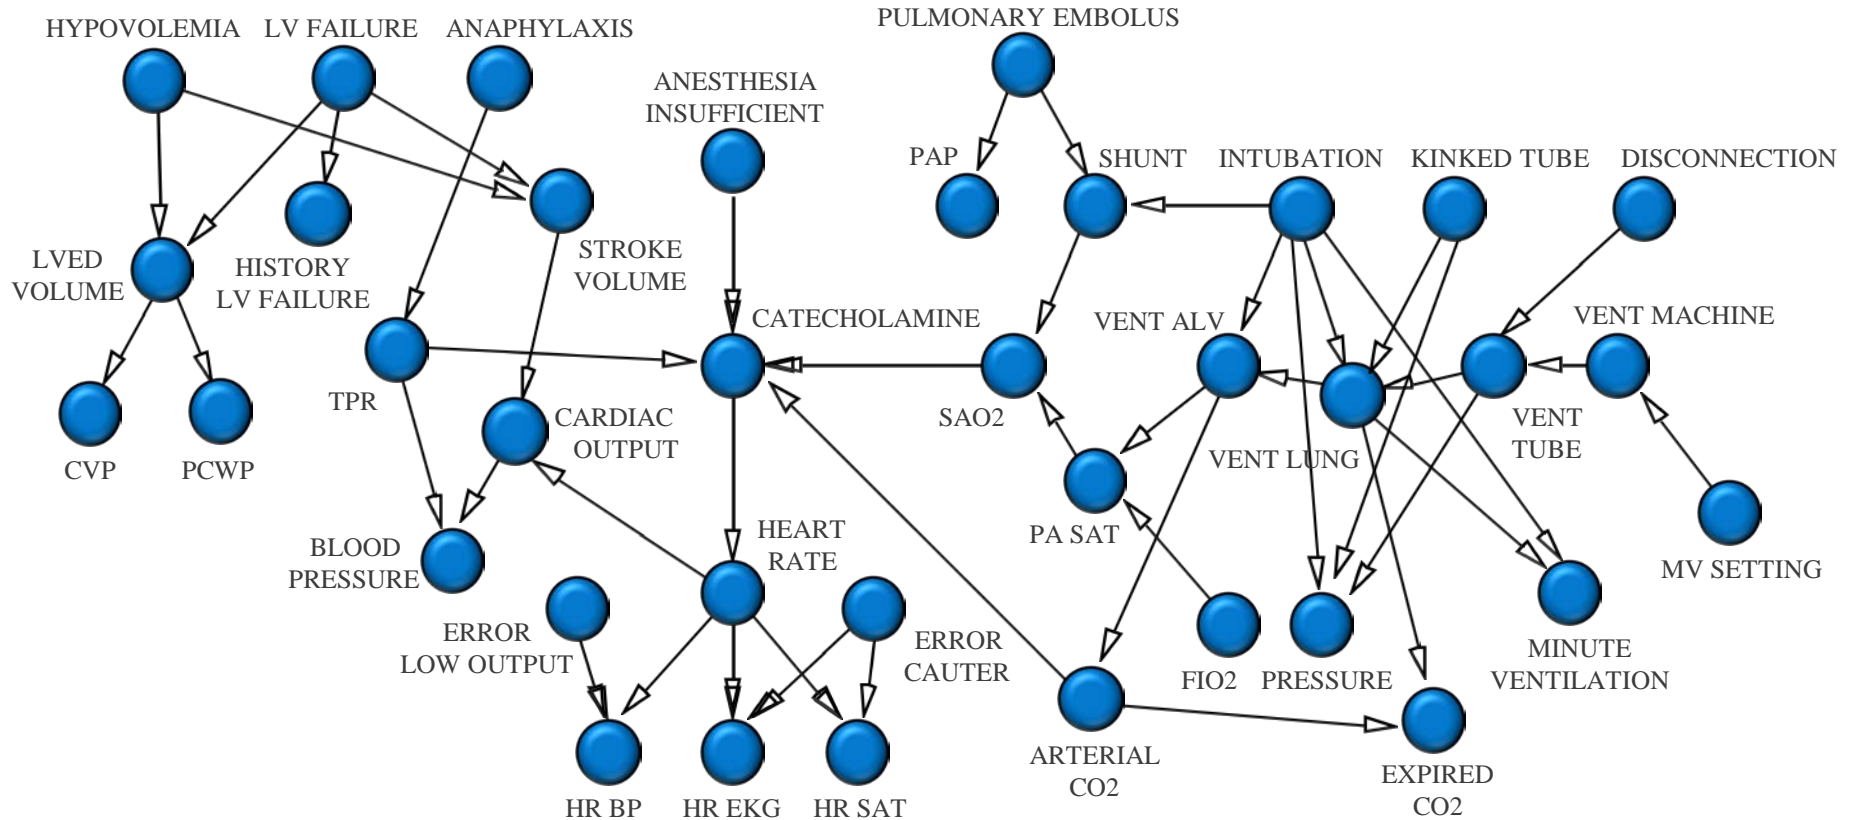 PULMONARY EMBOLUS
HYPOVOLEMIA
LV FAILURE
ANAPHYLAXIS
ANESTHESIA
INSUFFICIENT
PAP
SHUNT
INTUBATION
KINKED TUBE
DISCONNECTION
LVED
VOLUME
HISTORY
LV FAILURE
STROKE
VOLUME
CATECHOLAMINE
VENT ALV
VENT MACHINE
TPR
CARDIAC
OUTPUT
SAO2
VENT
TUBE
CVP
PCWP
VENT LUNG
PA SAT
HEART
RATE
BLOOD
PRESSURE
MV SETTING
ERROR
LOW OUTPUT
ERROR
CAUTER
FIO2
PRESSURE
MINUTE
VENTILATION
ARTERIAL
CO2
EXPIRED
CO2
HR BP
HR EKG
HR SAT